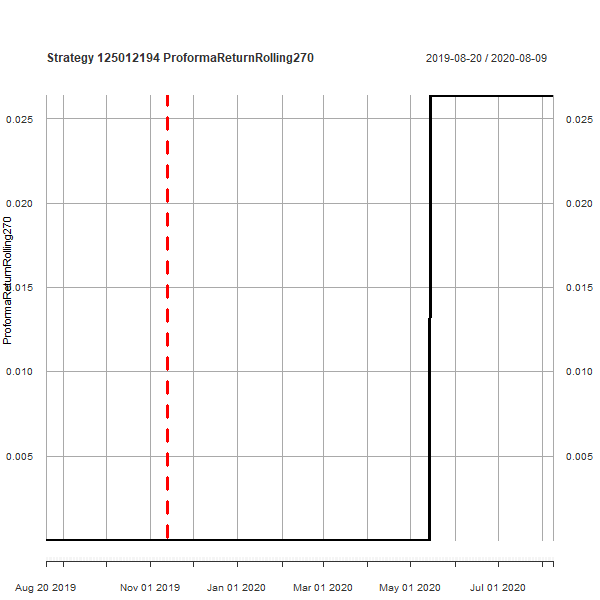 Strategy 125012194 ProformaReturnRolling270
2019-08-20 / 2020-08-09
0.025
0.025
0.020
0.020
0.015
0.015
0.010
0.010
0.005
0.005
ProformaReturnRolling270
Aug 20 2019
Nov 01 2019
Jan 01 2020
Mar 01 2020
May 01 2020
Jul 01 2020